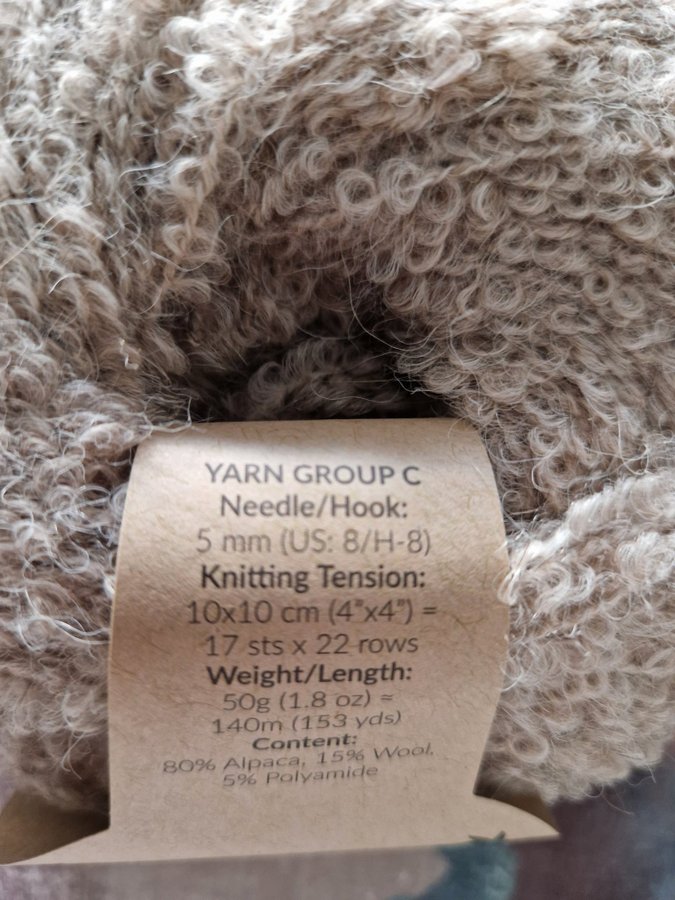 YARN GROUP C
Needle/Hook:
5 mm (US: 8/H-8)
Knitting Tension:
10x10 cm (4"x4") =
17 sts x 22 rows
Weight/Length:
50g (1.8 oz) ≈
140m (153 yds)
Content:
80% Alpaca, 15% Wool,
5% Polyamide